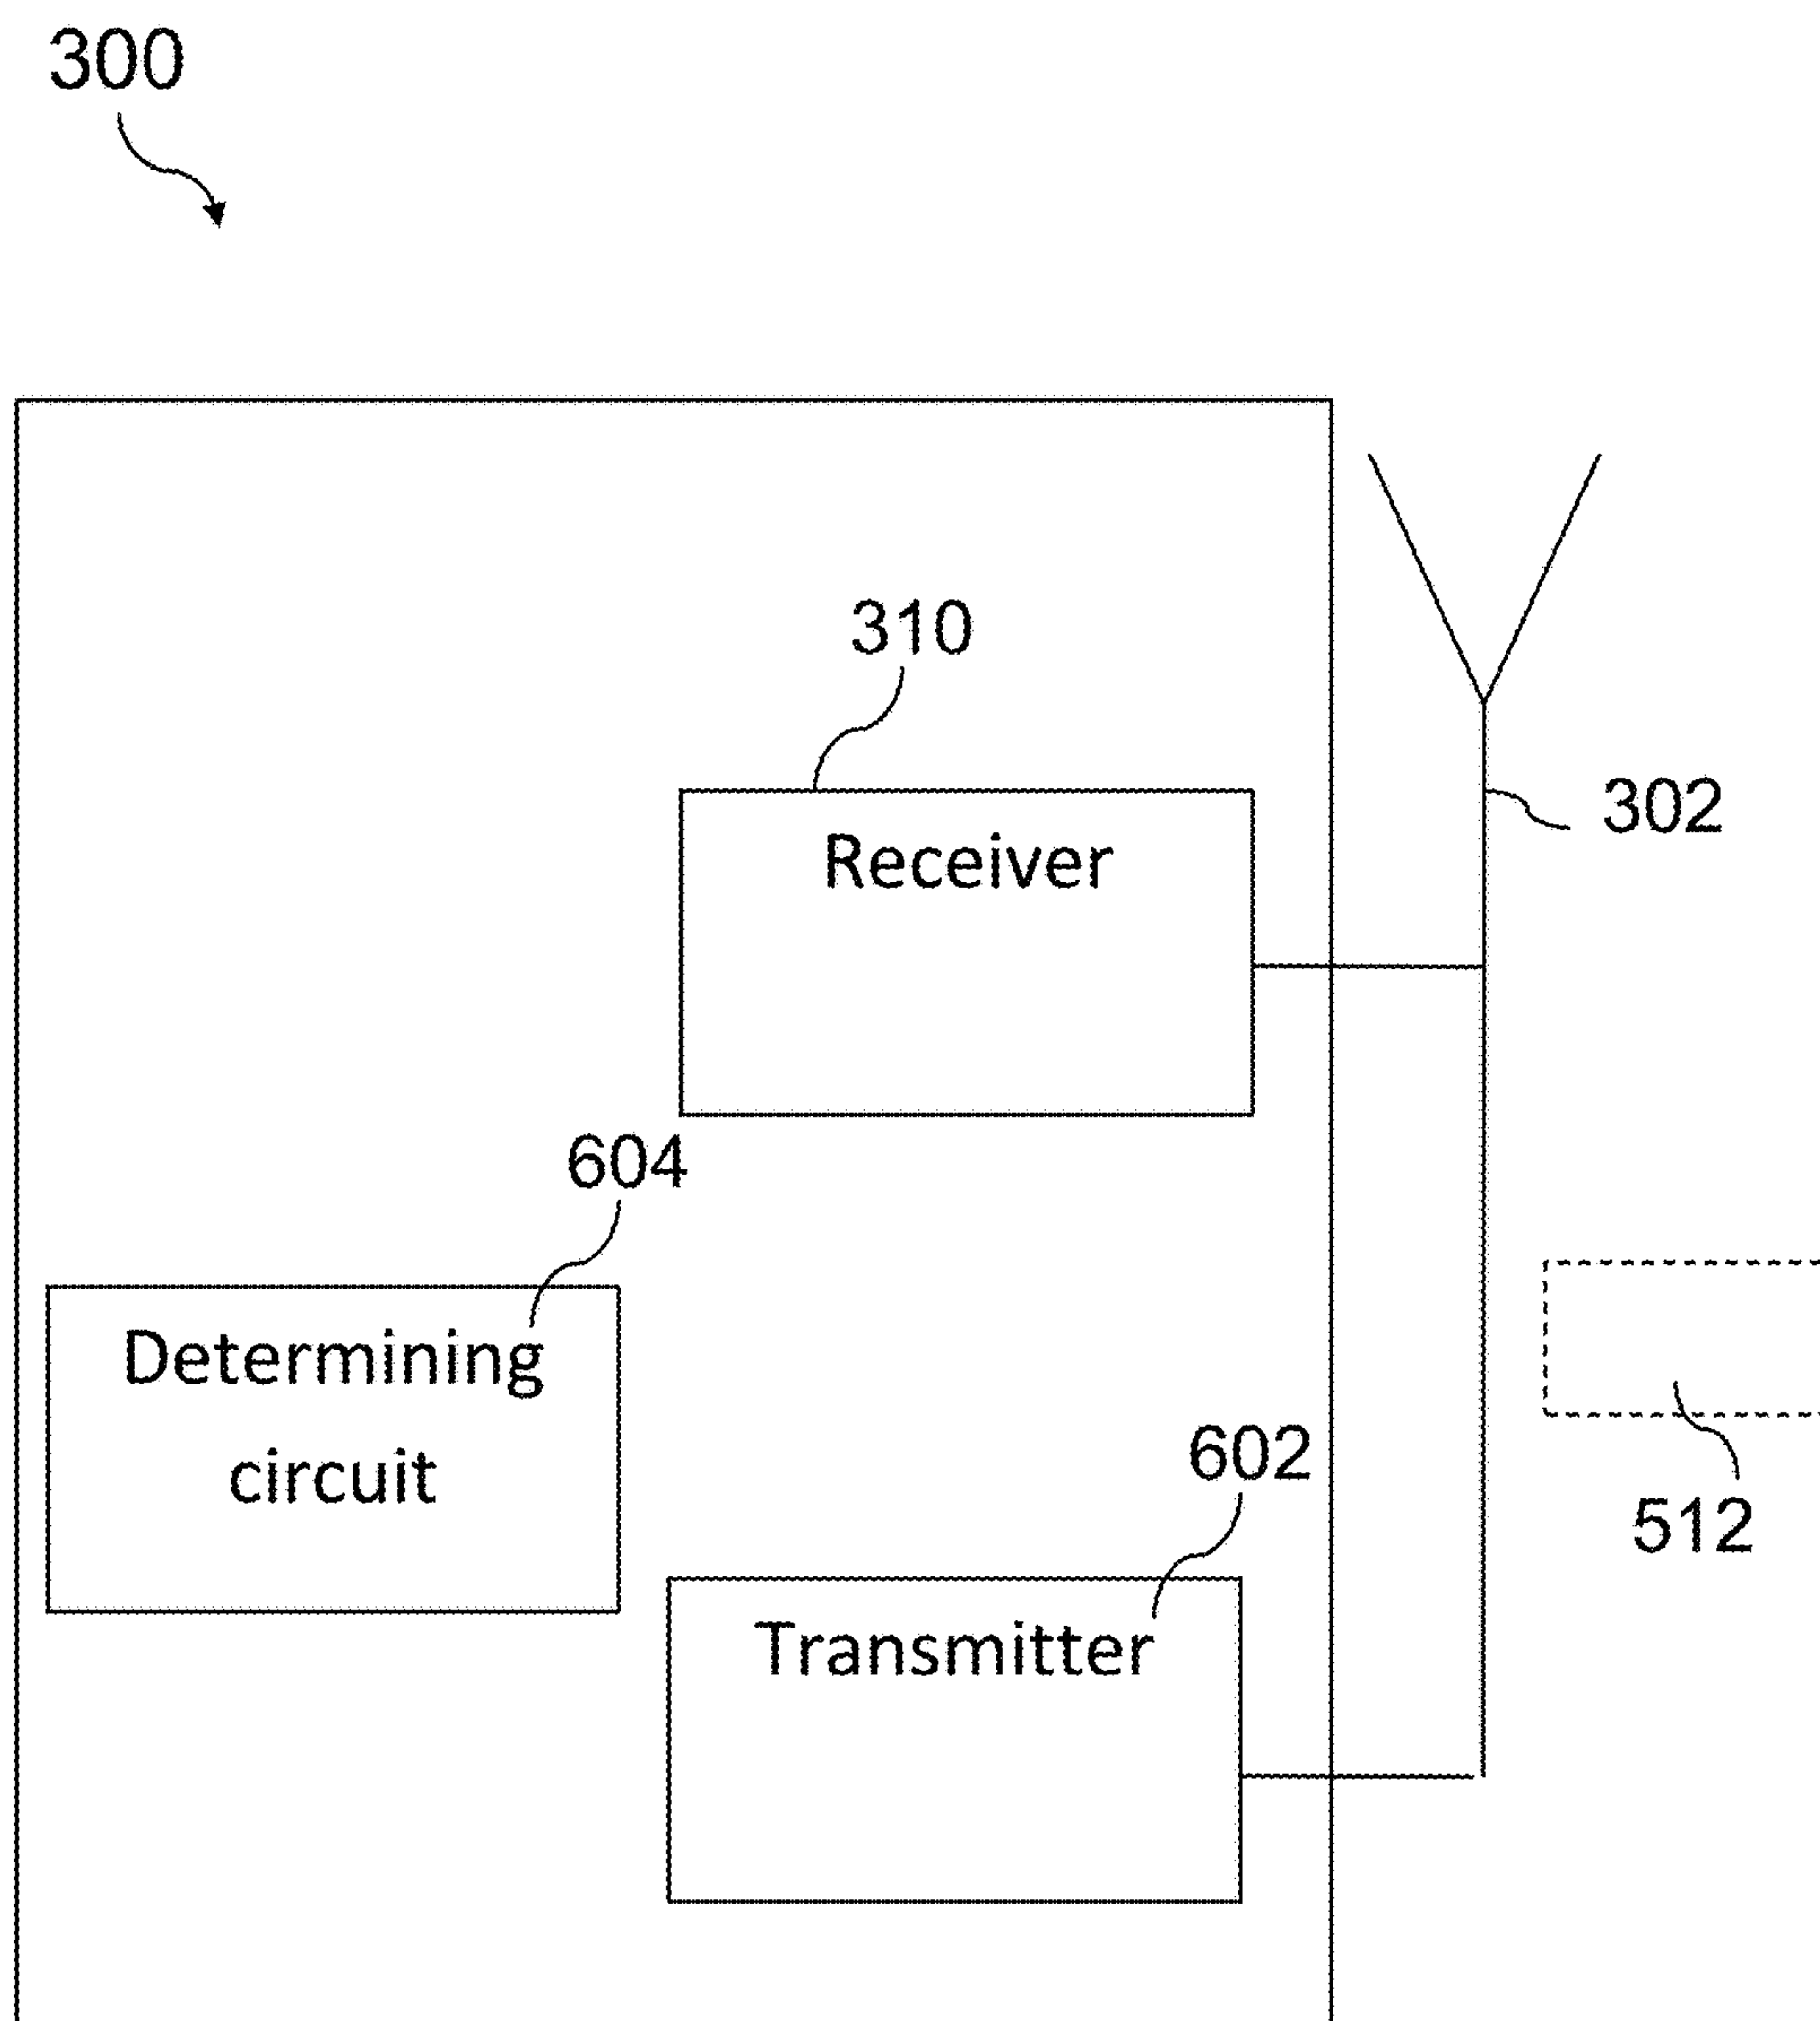 300
310
Receiver
302
604
Determining
circuit
602
512
Transmitter